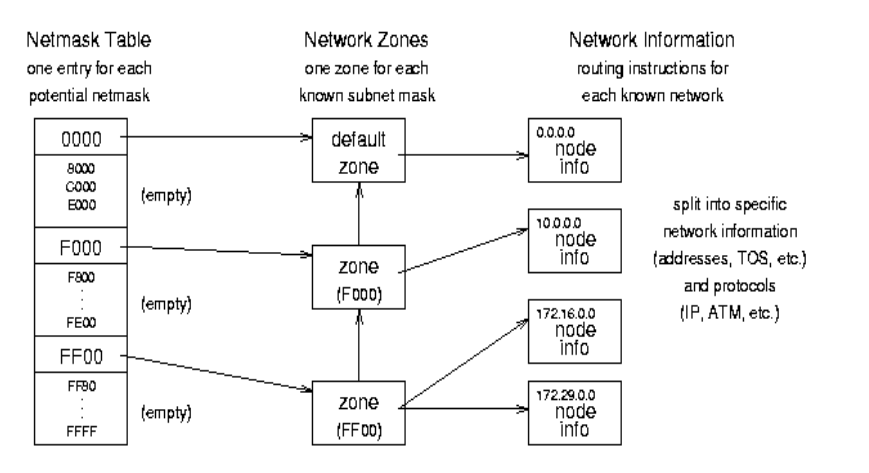 Netmask Table
one entry for each
potential netmask
Network Zones
one zone for each
known subnet mask
Network Information
routing instructions for
each known network
0000
8000
C000
E000
(empty)
F000
F800
:
FE00
(empty)
FF00
FF80
:
FFFF
(empty)
default
zone
zone
(F000)
zone
(FF00)
0.0.0.0
node
info
10.0.0.0
node
info
172.16.0.0
node
info
172.29.0.0
node
info
split into specific
network information
(addresses, TOS, etc.)
and protocols
(IP, ATM, etc.)